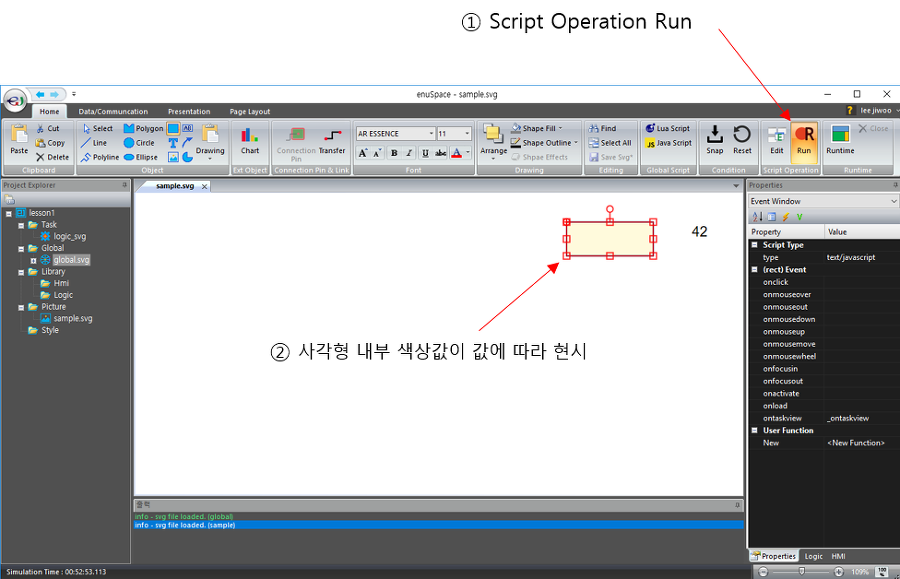 ① Script Operation Run
enuSpace - sample.svg
Home Data/Communcation Presentation Page Layout
? lee jiwoo
Paste
Cut
Copy
Delete
Clipboard
Select Polygon AB
Line Circle T
Polyline Ellipse
Drawing
Chart
Ext Object
Connection Pin
Transfer
Connection Pin & Link
AR ESSENCE 11
A A B I U abc A
Font
Arrange
Shape Fill
Shape Outline
Shpae Effects
Drawing
Find
Select All
Save Svg*
Editing
Lua Script
JS Java Script
Global Script
Snap Reset
Condition
Edit Run
Script Operation
Runtime
Close
Runtime
Project Explorer
lesson1
Task
logic_svg
Global
global.svg
Library
Hmi
Logic
Picture
sample.svg
Style
sample.svg
42
② 사각형 내부 색상값이 값에 따라 현시
출력
info - svg file loaded. (global)
info - svg file loaded. (sample)
Properties
Event Window
Property Value
Script Type
type text/javascript
(rect) Event
onclick
onmouseover
onmouseout
onmousedown
onmouseup
onmousemove
onmousewheel
onfocusin
onfocusout
onactivate
onload
ontaskview _ontaskview
User Function
New <New Function>
Properties Logic HMI
Simulation Time : 00:52:53.113
109%